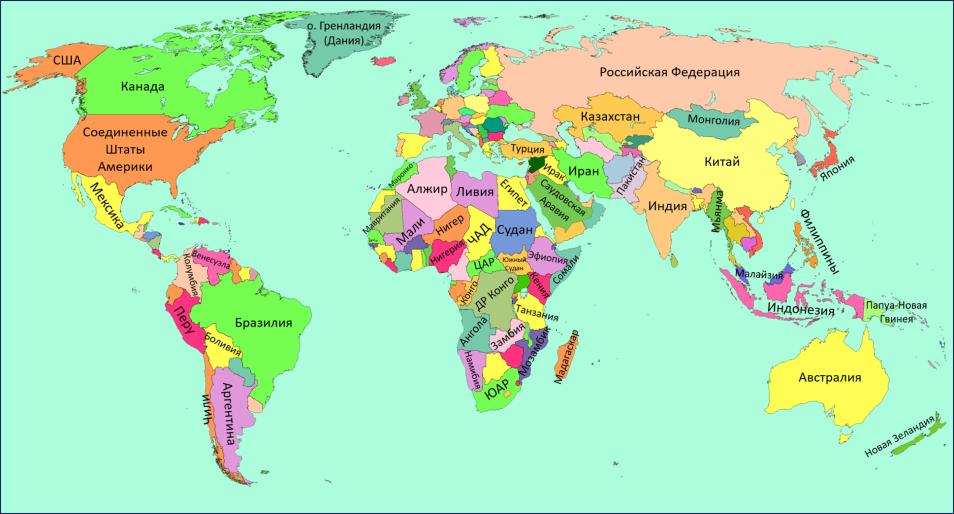 о. Гренландия
(Дания)
США
Канада
Российская Федерация
Соединенные
Штаты
Америки
Казахстан
Монголия
Турция
Китай
Япония
Мексика
Марокко
Алжир
Ливия
Египет
Ирак
Иран
Пакистан
Саудовская
Аравия
Индия
Мьянма
Филиппины
Мавритания
Мали
Нигер
ЧАД
Судан
Нигерия
Эфиопия
Сомали
Венесуэла
Колумбия
ЦАР
Южный
Судан
Кения
Конго
ДР Конго
Малайзия
Индонезия
Папуа-Новая
Гвинея
Перу
Бразилия
Танзания
Ангола
Замбия
Мозамбик
Мадагаскар
Боливия
Намибия
Австралия
ЮАР
Чили
Аргентина
Новая Зеландия